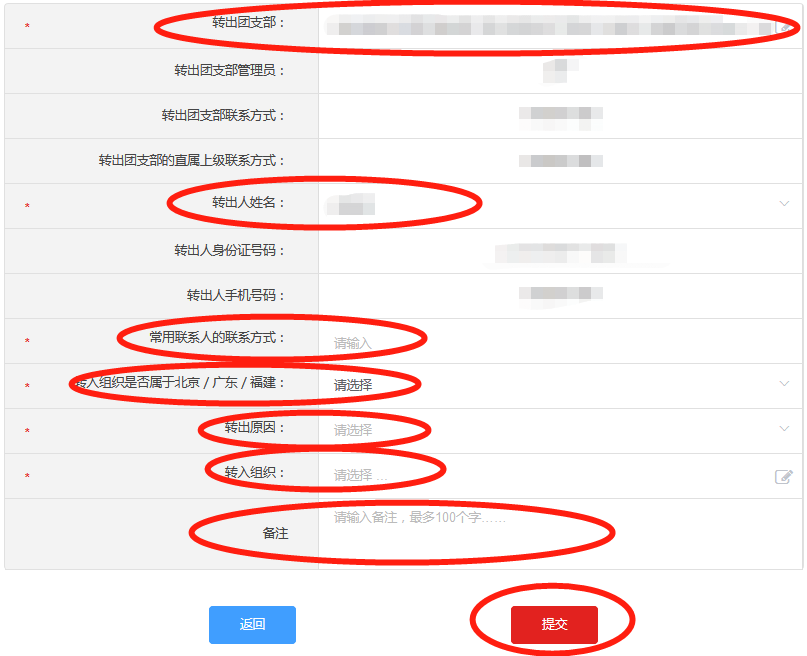 * 转出团支部：
转出团支部管理员：
转出团支部联系方式：
转出团支部的直属上级联系方式：
* 转出人姓名：
转出人身份证号码：
转出人手机号码：
* 常用联系人的联系方式： 请输入
* 转入组织是否属于北京／广东／福建： 请选择
* 转出原因： 请选择
* 转入组织： 请选择 ...
备注 请输入备注，最多100个字……
返回 提交